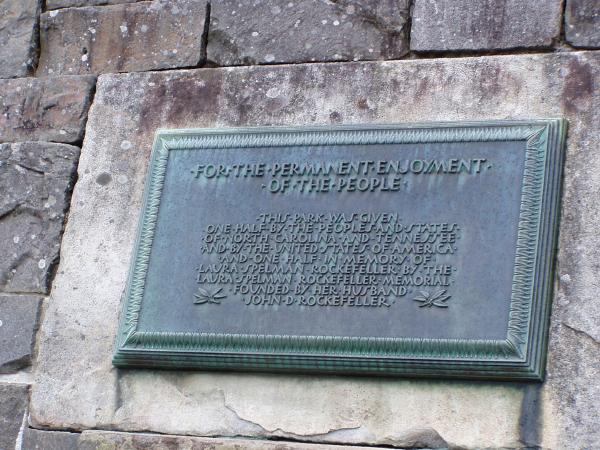 ·FOR·THE·PERMANENT·ENJOYMENT·
·OF·THE·PEOPLE·
·THIS·PARK·WAS·GIVEN·
·ONE·HALF·BY·THE·PEOPLES·AND·STATES·
·OF·NORTH·CAROLINA·AND·TENNESSEE·
·AND·BY·THE·UNITED·STATES·OF·AMERICA·
·AND·ONE·HALF·IN·MEMORY·OF·
·LAURA·SPELMAN·ROCKEFELLER·BY·THE·
·LAURA·SPELMAN·ROCKEFELLER·MEMORIAL·
·FOUNDED·BY·HER·HUSBAND·
·JOHN·D·ROCKEFELLER·